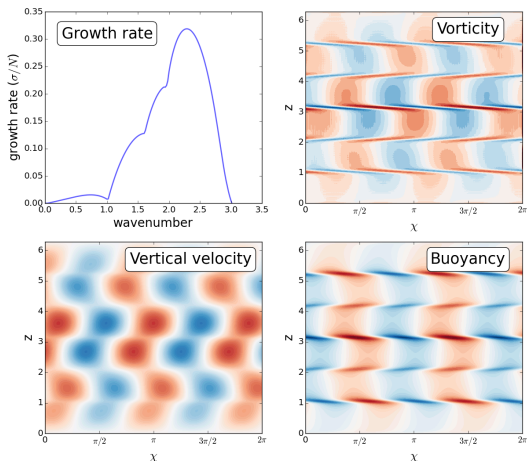 0.35
0.30
0.25
0.20
0.15
0.10
0.05
0.00
growth rate (σ/N)
Growth rate
0.0 0.5 1.0 1.5 2.0 2.5 3.0 3.5
wavenumber
6
5
4
3
2
1
0
z
Vorticity
0 π/2 π 3π/2 2π
χ
6
5
4
3
2
1
0
z
Vertical velocity
0 π/2 π 3π/2 2π
χ
6
5
4
3
2
1
0
z
Buoyancy
0 π/2 π 3π/2 2π
χ